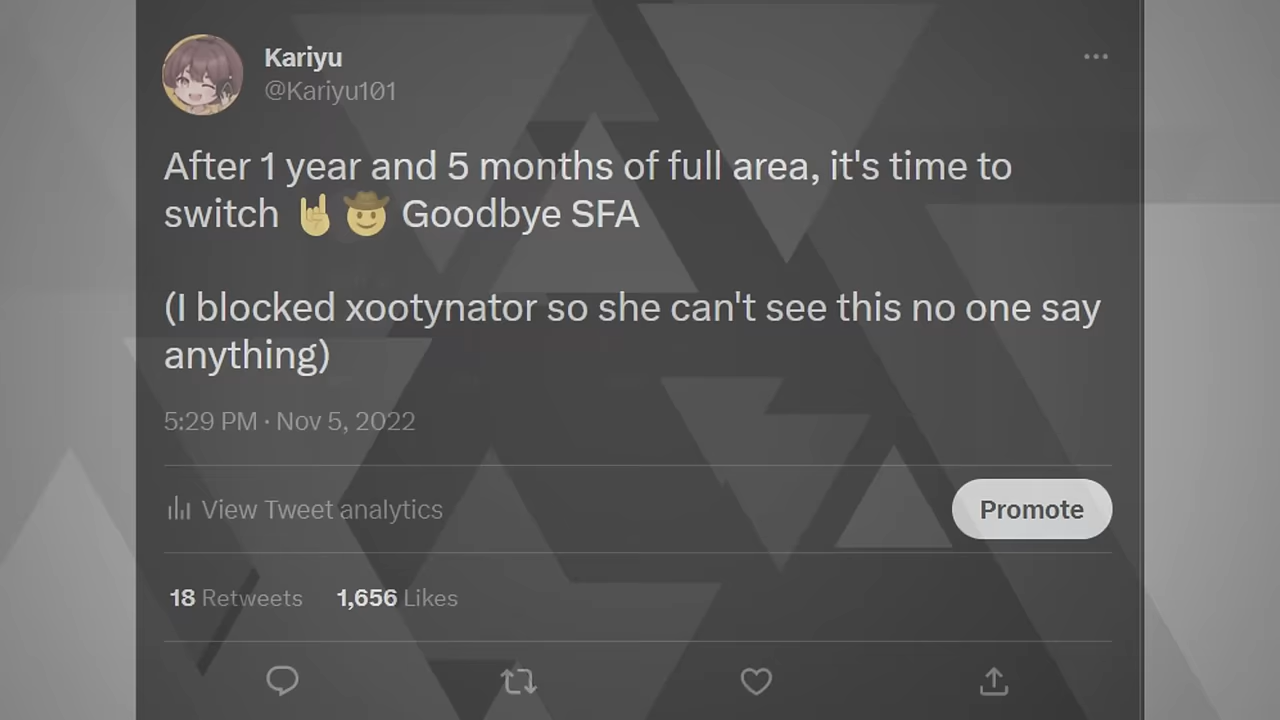 Kariyu
@Kariyu101
After 1 year and 5 months of full area, it's time to
switch 🤘🤠 Goodbye SFA
(I blocked xootynator so she can't see this no one say
anything)
5:29 PM · Nov 5, 2022
View Tweet analytics
Promote
18 Retweets 1,656 Likes